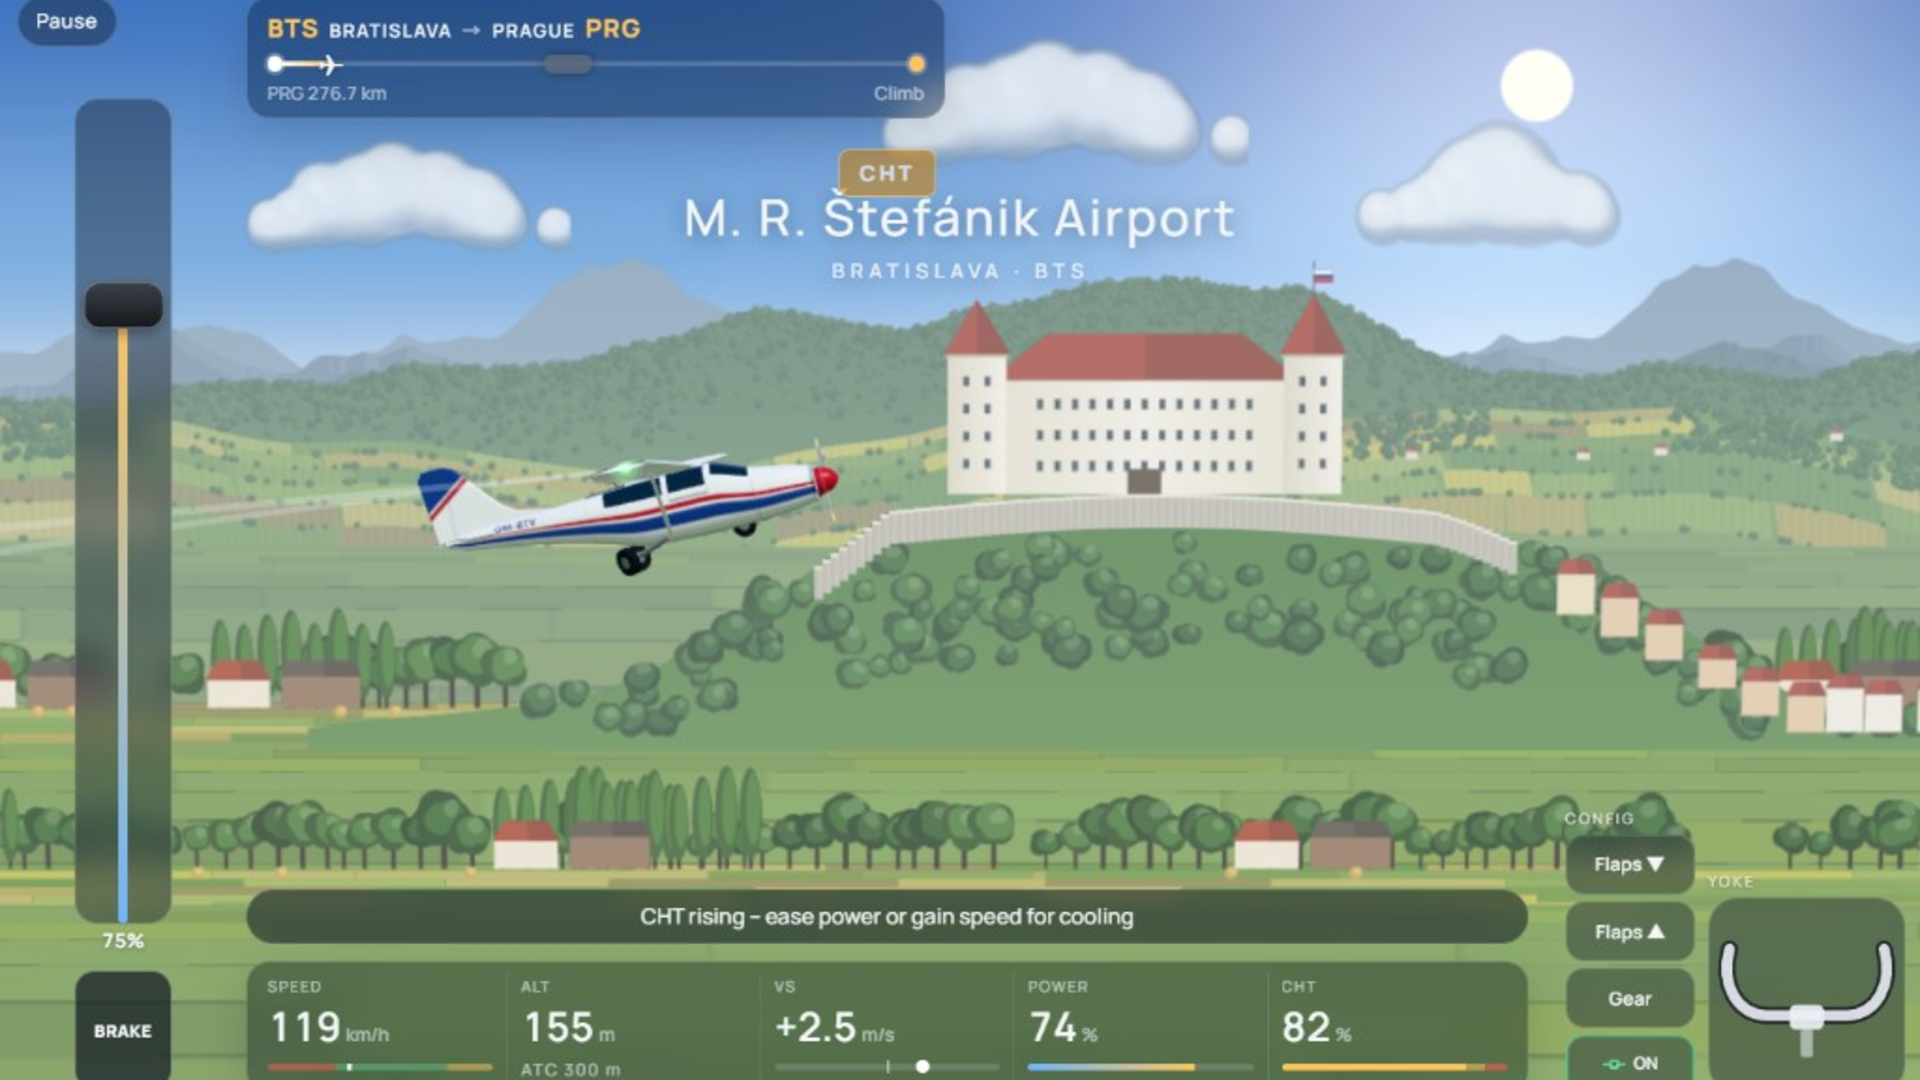 Pause
BTS BRATISLAVA → PRAGUE PRG
PRG 276.7 km
Climb
CHT
M. R. Štefánik Airport
BRATISLAVA · BTS
OM-BTV
75%
BRAKE
CHT rising – ease power or gain speed for cooling
SPEED
119 km/h
ALT
155 m
ATC 300 m
VS
+2.5 m/s
POWER
74 %
CHT
82 %
CONFIG
Flaps ▼
Flaps ▲
Gear
ON
YOKE